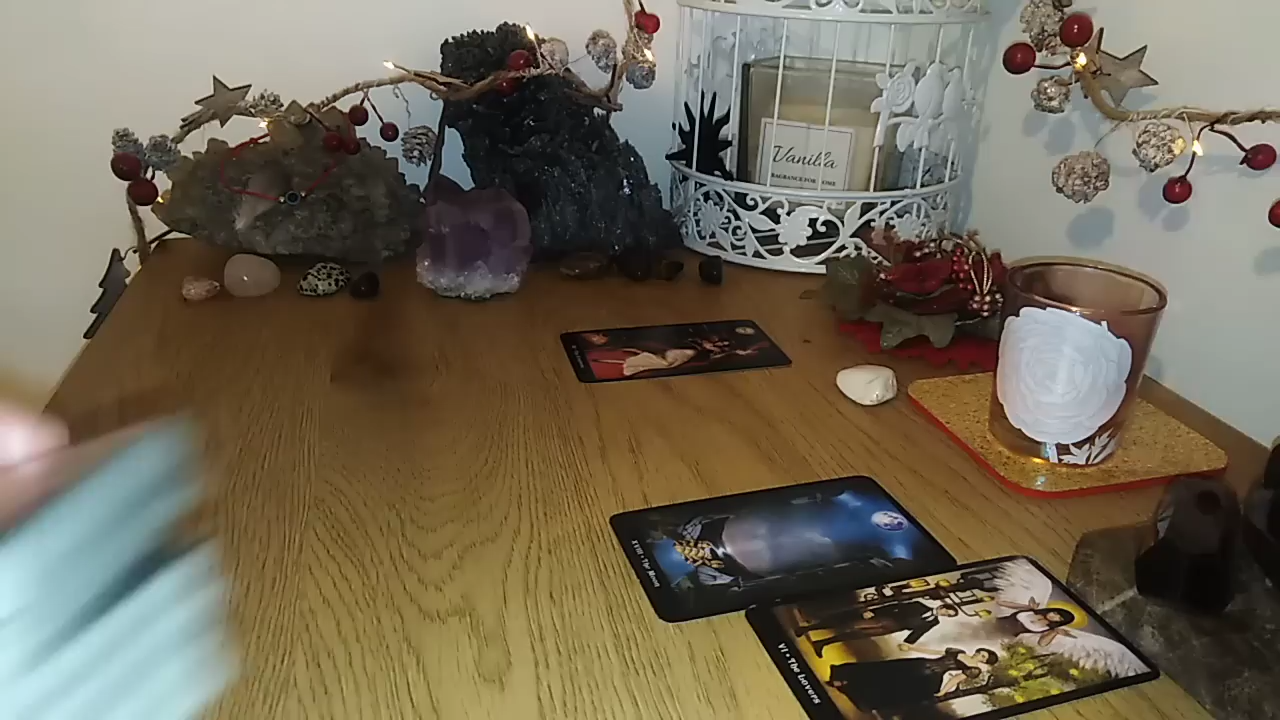 Vanilla
FRAGRANCE FOR HOME
XVIII • The Moon
VI • The Lovers